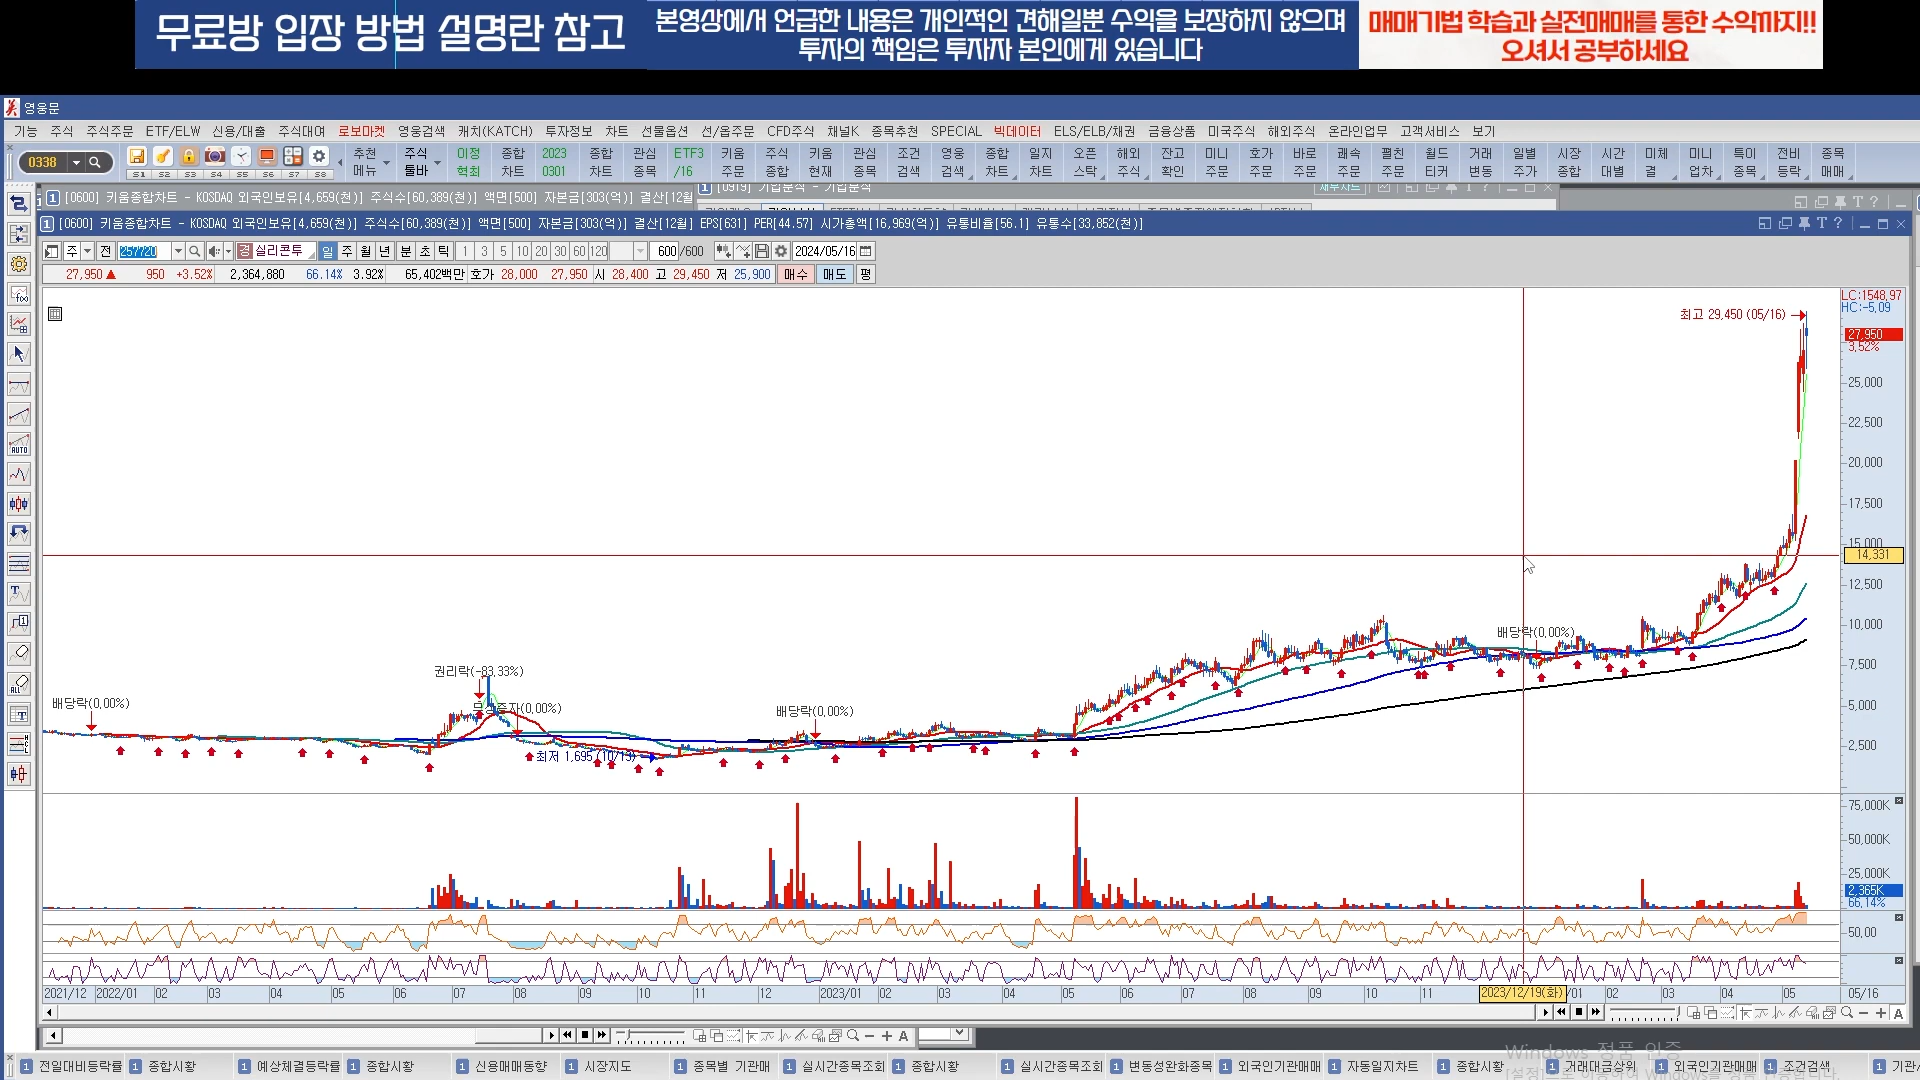 무료방 입장 방법 설명란 참고
본영상에서 언급한 내용은 개인적인 견해일뿐 수익을 보장하지 않으며
투자의 책임은 투자자 본인에게 있습니다
매매기법 학습과 실전매매를 통한 수익까지!!
오셔서 공부하세요
영웅문
기능 주식 주식주문 ETF/ELW 신용/대출 주식대여 로보마켓 영웅검색 캐치(KATCH) 투자정보 차트 선물옵션 선/옵주문 CFD주식 채널K 종목추천 SPECIAL 빅데이터 ELS/ELB/채권 금융상품 미국주식 해외주식 온라인업무 고객서비스 보기
0338
S1 S2 S3 S4 S5 S6 S7 S8
추천 주식 이정 종합 2023 종합 관심 ETF3 키움 주식 키움 관심 조건 영웅 종합 일지 오픈 해외 잔고 미니 호가 바로 쾌속 펼친 월드 거래 일별 시장 시간 미체 미니 특이 전비 종목
메뉴 툴바 혁최 차트 0301 차트 종목 /16 주문 종합 현재 종목 검색 검색 차트 차트 스탁 주식 확인 주문 주문 주문 주문 주문 티커 변동 주가 종합 대별 결 업차 종목 등락 매매
1 [0600] 키움종합차트 - KOSDAQ 외국인보유[4,659(천)] 주식수[60,389(천)] 액면[500] 자본금[303(억)] 결산[12월
1 [0919] 기업분석 - 기업분석
재무차트
1 [0600] 키움종합차트 - KOSDAQ 외국인보유[4,659(천)] 주식수[60,389(천)] 액면[500] 자본금[303(억)] 결산[12월] EPS[631] PER[44.57] 시가총액[16,969(억)] 유통비율[56.1] 유통수[33,852(천)]
주 전 257720 경 실리콘투 일 주 월 년 분 초 틱 1 3 5 10 20 30 60 120 600 /600 2024/05/16
27,950 ▲ 950 +3.52% 2,364,880 66.14% 3.92% 65,402백만 호가 28,000 27,950 시 28,400 고 29,450 저 25,900 매수 매도 평
LC:1548,97
HC:-5,09
최고 29,450 (05/16)
27,950
3,52%
25,000
22,500
20,000
17,500
15,000
14,331
12,500
10,000
배당락(0,00%)
7,500
권리락(-83,33%)
배당락(0,00%)
무상증자(0,00%)
배당락(0,00%)
5,000
2,500
최저 1,695 (10/13)
75,000K
50,000K
25,000K
2,365K
66,14%
50,00
2021/12 2022/01 02 03 04 05 06 07 08 09 10 11 12 2023/01 02 03 04 05 06 07 08 09 10 11 2023/12/19(화) /01 02 03 04 05 05/16
Windows 정품 인증
1 전일대비등락률 1 종합시황 1 예상체결등락률 1 종합시황 1 신용매매동향 1 시장지도 1 종목별 기관매 1 실시간종목조회 1 종합시황 1 실시간종목조회 1 변동성완화종목 1 외국인기관매매 1 자동일지차트 1 종합시황 1 거래대금상위 1 외국인기관매매 1 조건검색 1 기관/